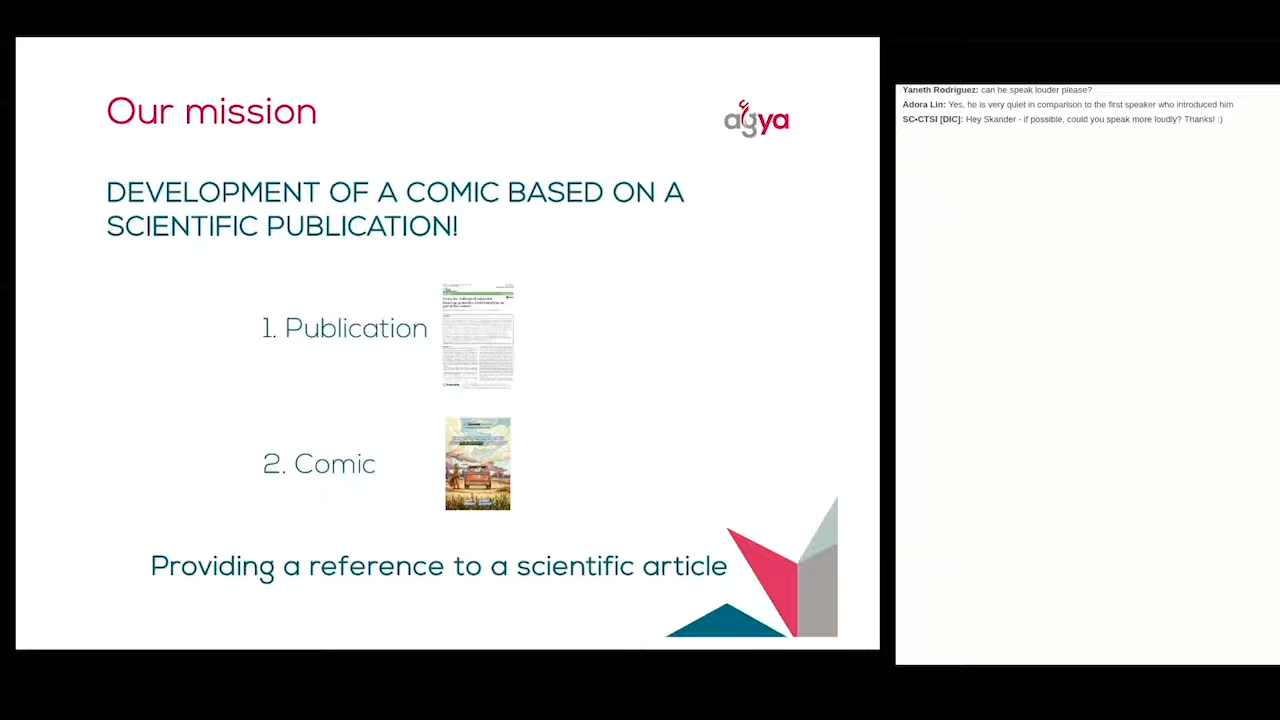 Our mission
agya
DEVELOPMENT OF A COMIC BASED ON A
SCIENTIFIC PUBLICATION!
1. Publication
2. Comic
Providing a reference to a scientific article
Yaneth Rodriguez: can he speak louder please?
Adora Lin: Yes, he is very quiet in comparison to the first speaker who introduced him
SC•CTSI [DIC]: Hey Skander - if possible, could you speak more loudly? Thanks! :)